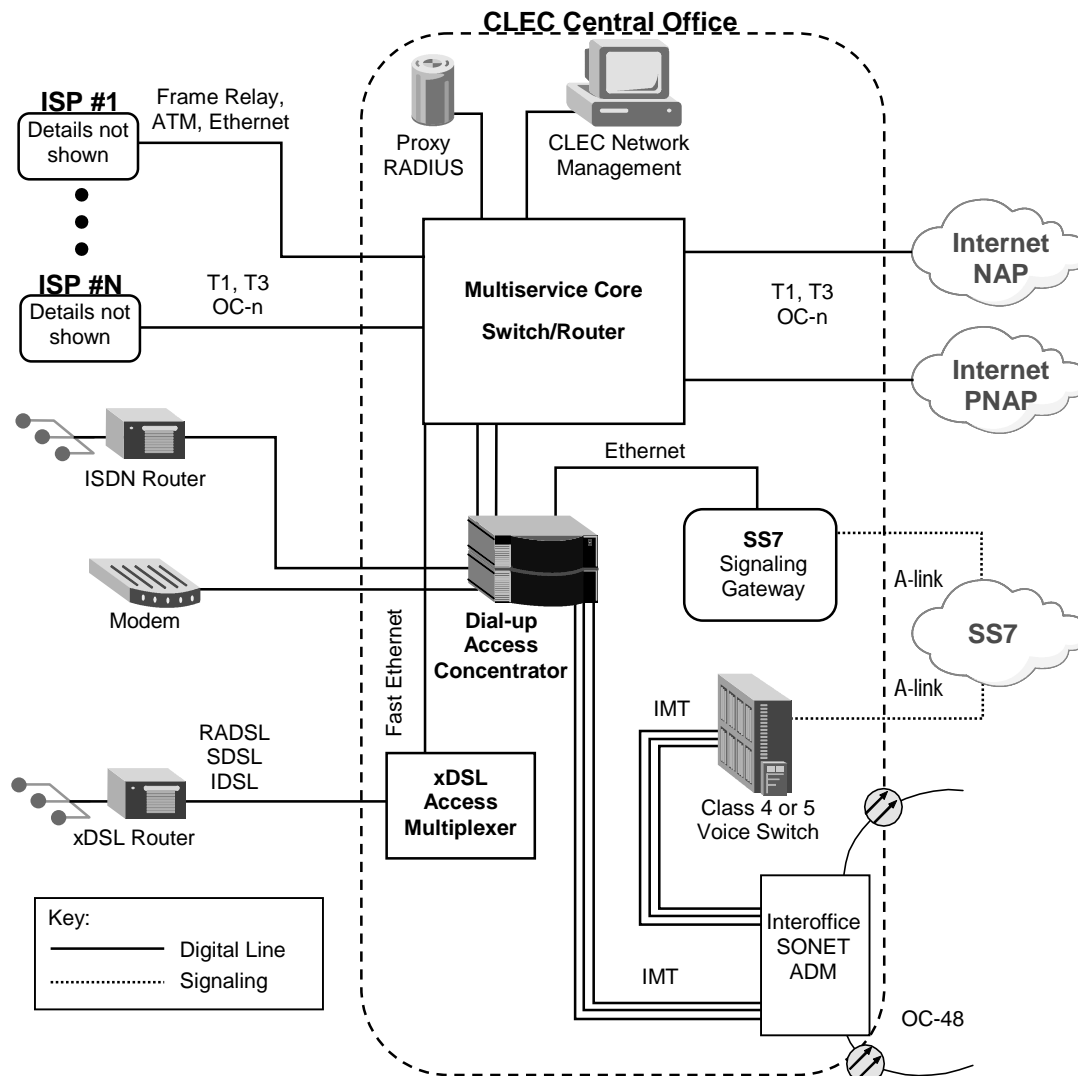 CLEC Central Office
ISP #1
Details not
shown
Frame Relay,
ATM, Ethernet
Proxy
RADIUS
CLEC Network
Management
ISP #N
Details not
shown
T1, T3
OC-n
Multiservice Core
Switch/Router
T1, T3
OC-n
Internet
NAP
Internet
PNAP
ISDN Router
Ethernet
SS7
Signaling
Gateway
A-link
SS7
A-link
Modem
Dial-up
Access
Concentrator
Fast Ethernet
IMT
Class 4 or 5
Voice Switch
RADSL
SDSL
IDSL
xDSL Router
xDSL
Access
Multiplexer
Key:
Digital Line
Signaling
Interoffice
SONET
ADM
IMT
OC-48